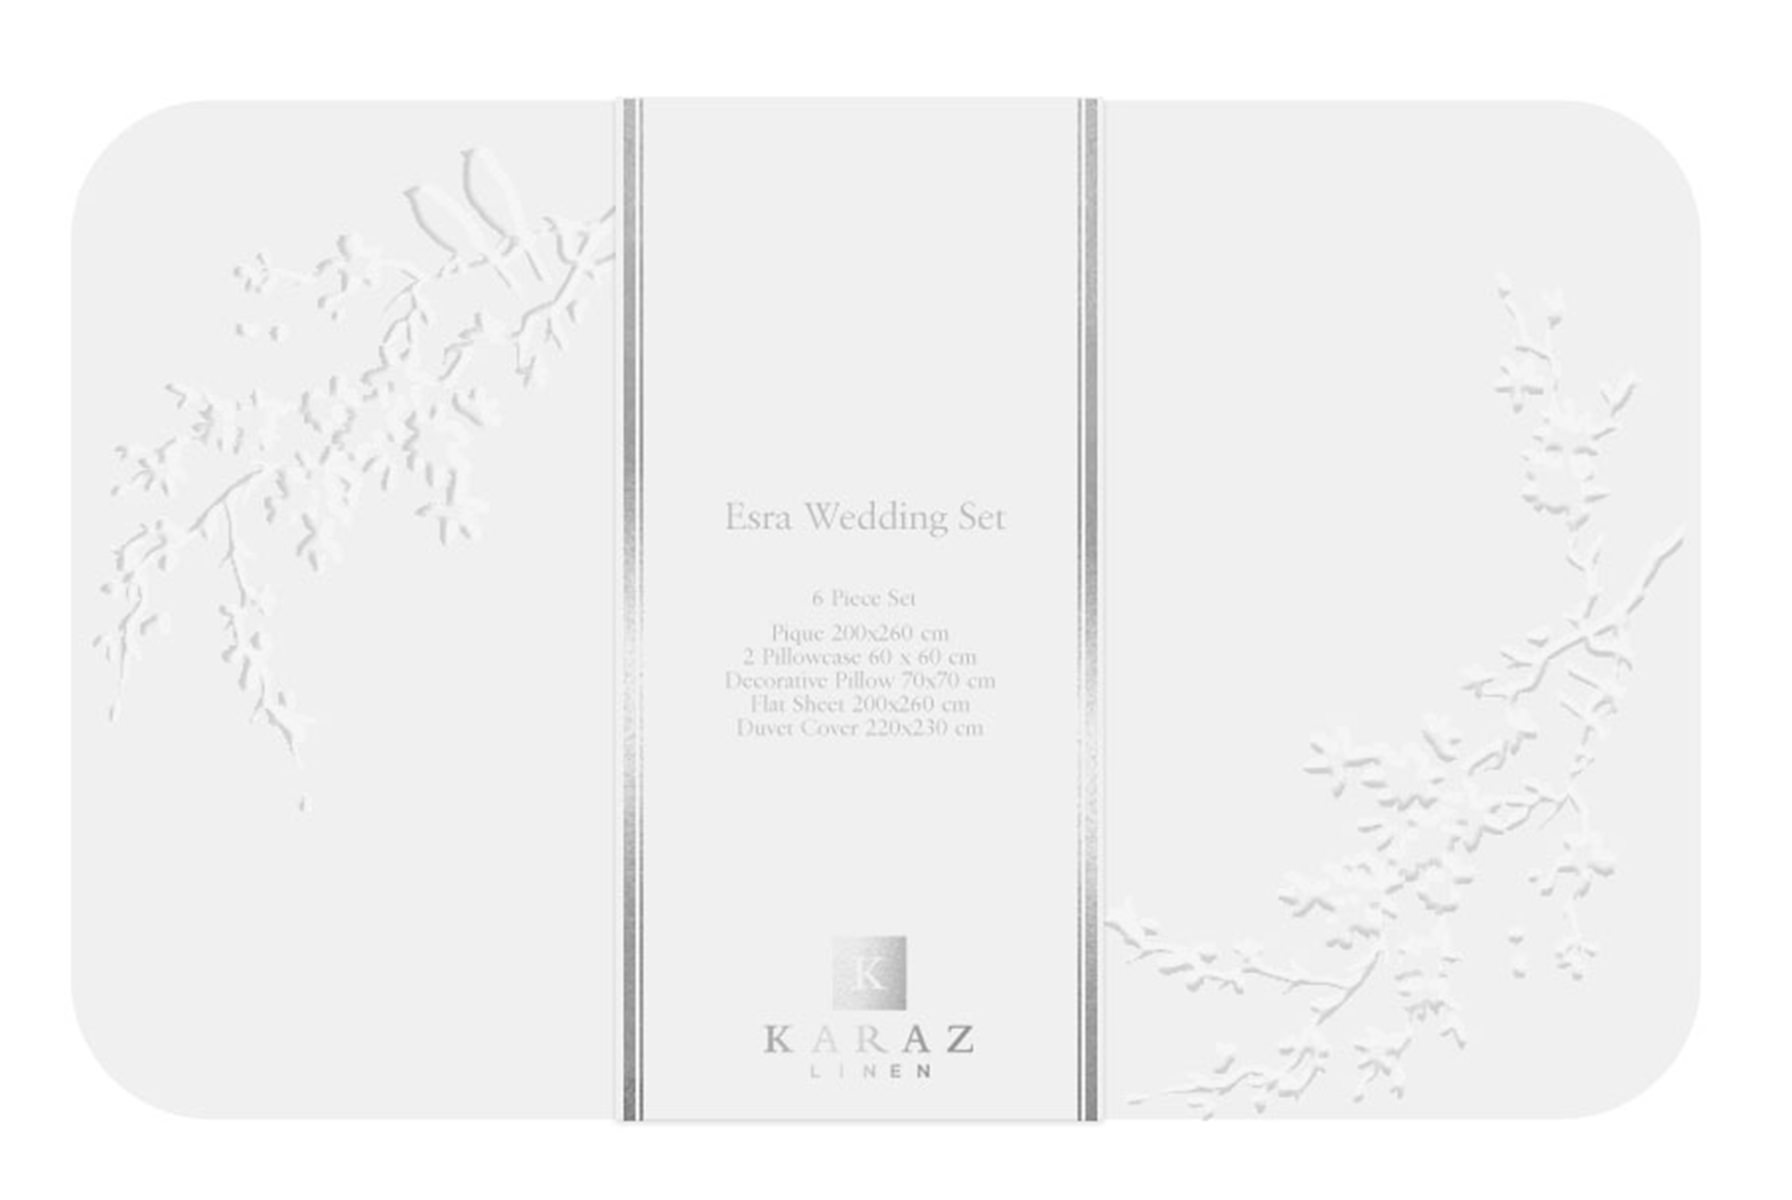 Esra Wedding Set
6 Piece Set
Pique 200x260 cm
2 Pillowcase 60 x 60 cm
Decorative Pillow 70x70 cm
Flat Sheet 200x260 cm
Duvet Cover 220x230 cm
K
KARAZ
LINEN